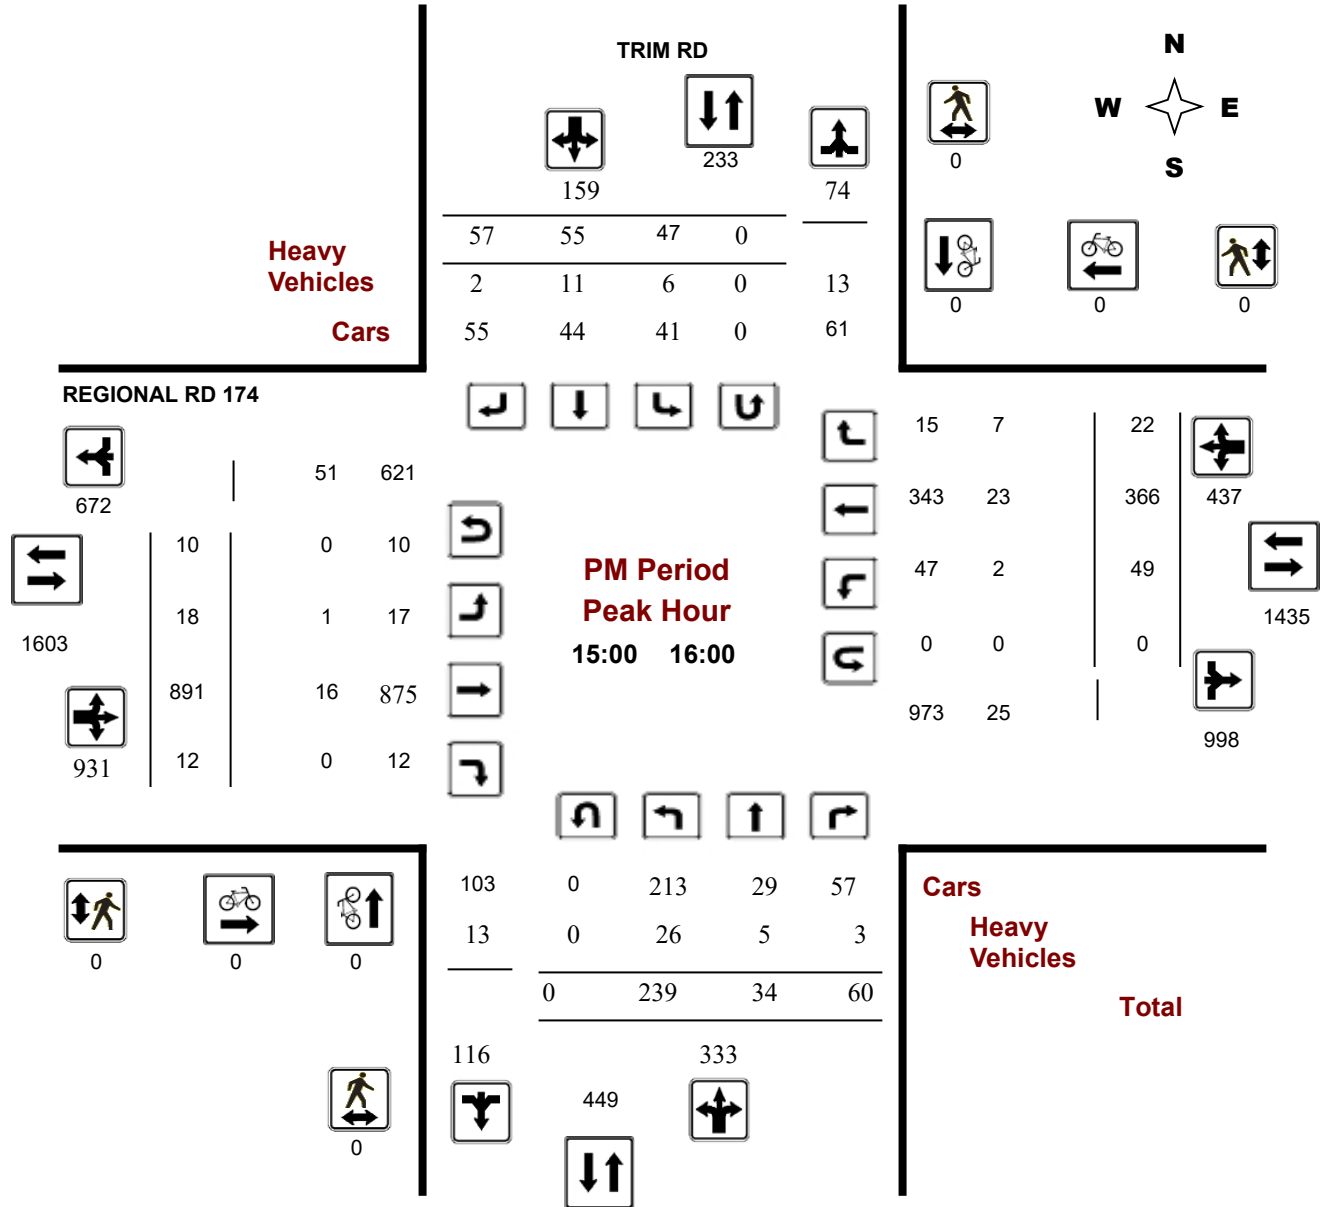 N
TRIM RD
W E
S
233
0
159 74
57 55 47 0
Heavy
Vehicles
2 11 6 0 13
Cars
55 44 41 0 61
0 0 0
REGIONAL RD 174
15 7 22
51 621
672
343 23 366 437
10 0 10
PM Period
47 2 49
Peak Hour
18 1 17
1603
1435
15:00 16:00
0 0 0
891 16 875
973 25
998
931
12 0 12
103 0 213 29 57
Cars
13 0 26 5 3
Heavy
Vehicles
0 0 0
0 239 34 60
Total
116 333
449
0